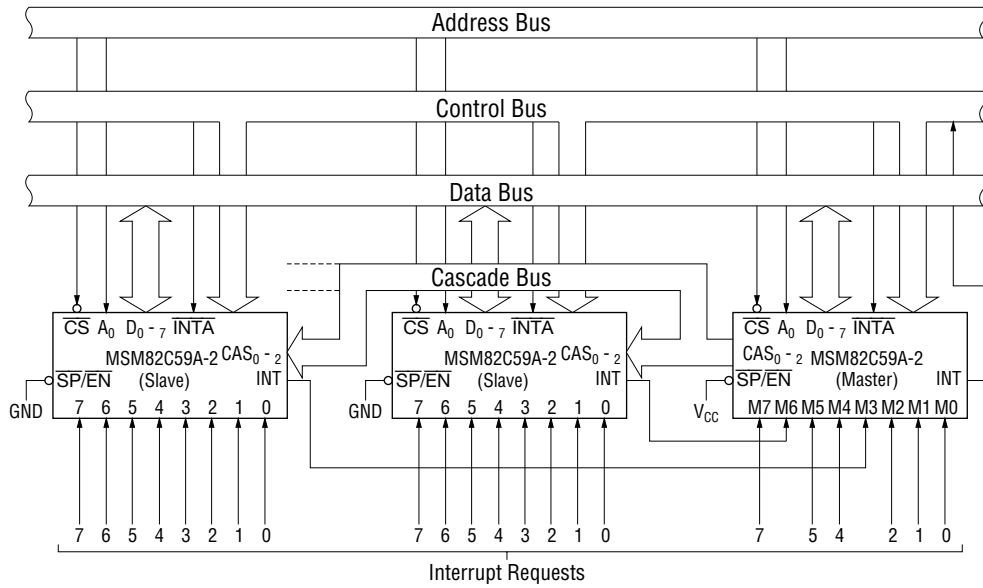 Address Bus
Control Bus
Data Bus
Cascade Bus
CS A0 D0 - 7 INTA
MSM82C59A-2 CAS0 - 2
SP/EN (Slave) INT
GND
7 6 5 4 3 2 1 0
7 6 5 4 3 2 1 0
CS A0 D0 - 7 INTA
MSM82C59A-2 CAS0 - 2
SP/EN (Slave) INT
GND
7 6 5 4 3 2 1 0
7 6 5 4 3 2 1 0
CS A0 D0 - 7 INTA
CAS0 - 2 MSM82C59A-2
SP/EN (Master) INT
VCC
M7 M6 M5 M4 M3 M2 M1 M0
7 5 4 2 1 0
Interrupt Requests